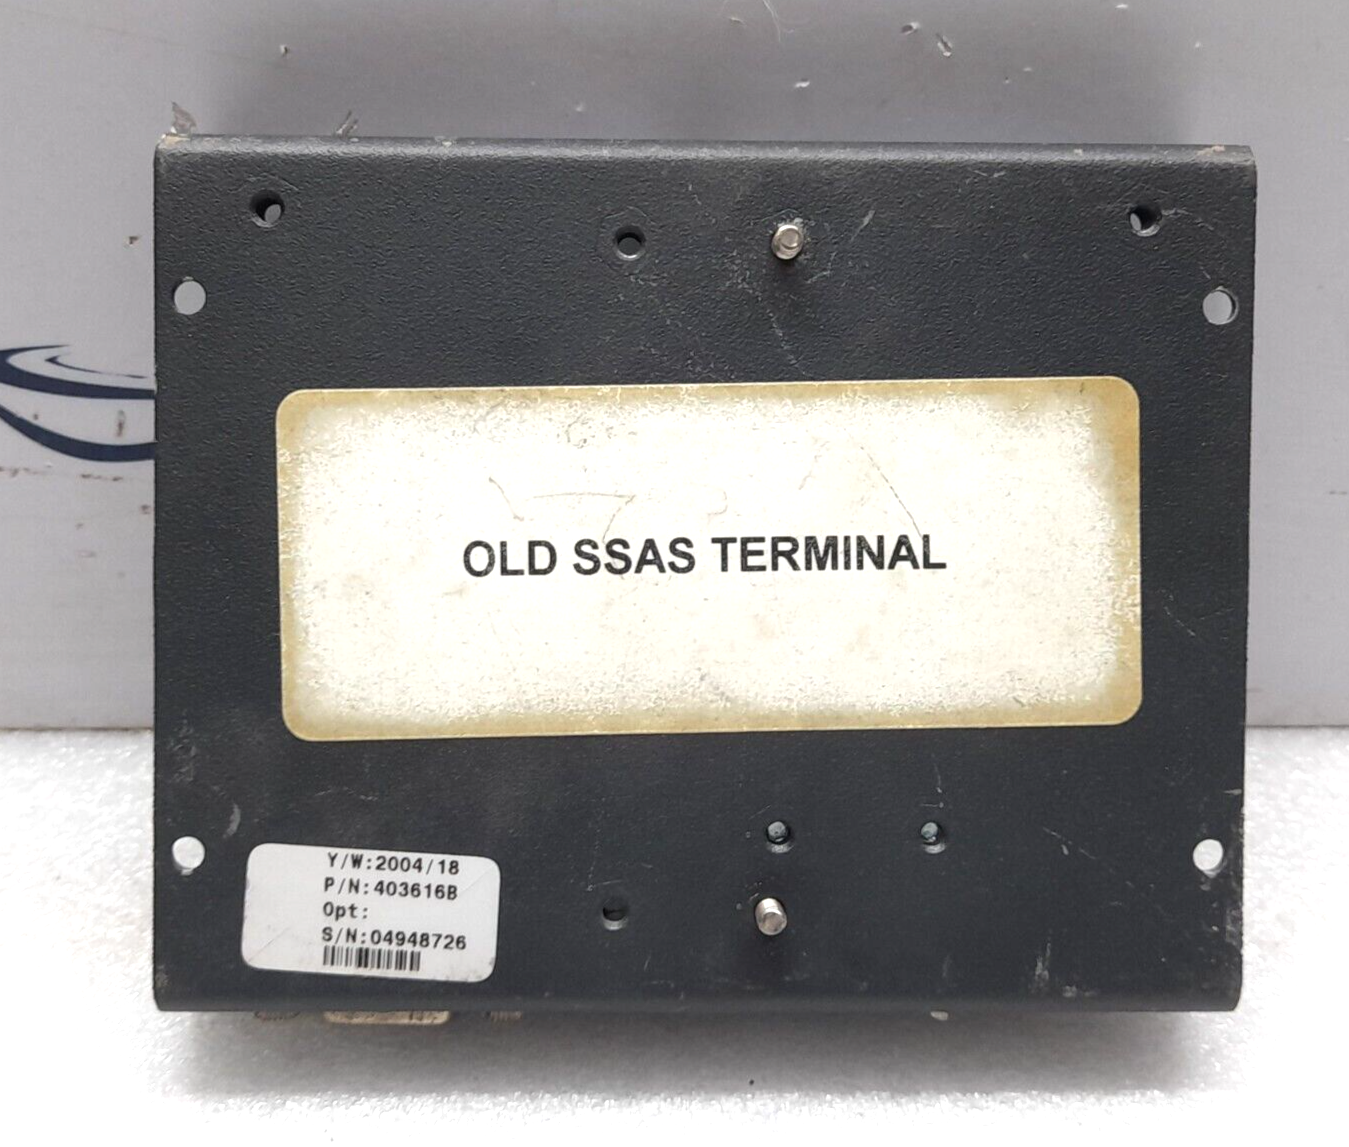 OLD SSAS TERMINAL
Y/W:2004/18
P/N:403616B
Opt:
S/N:04948726